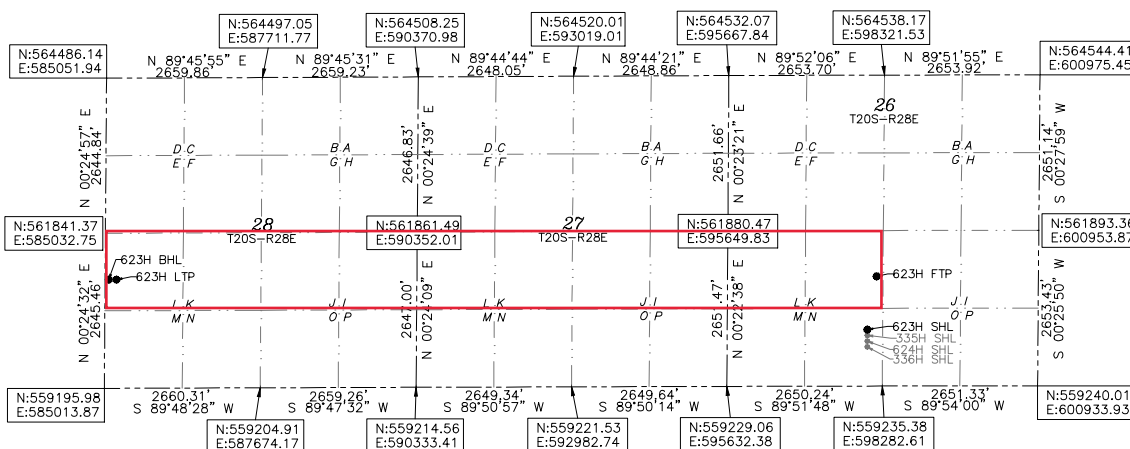 N:564497.05
E:587711.77
N:564508.25
E:590370.98
N:564520.01
E:593019.01
N:564532.07
E:595667.84
N:564538.17
E:598321.53
N:564486.14
E:585051.94
N:564544.41
E:600975.45
N 89°45'55" E
2659.86'
N 89°45'31" E
2659.23'
N 89°44'44" E
2648.05'
N 89°44'21" E
2648.86'
N 89°52'06" E
2653.70'
N 89°51'55" E
2653.92'
26
T20S-R28E
N 00°24'57" E
2644.84'
2646.83'
N 00°24'39" E
2651.66'
N 00°23'21" E
2651.14'
S 00°27'59" W
D C
E F
B A
G H
D C
E F
B A
G H
D C
E F
B A
G H
N:561841.37
E:585032.75
28
T20S-R28E
N:561861.49
E:590352.01
27
T20S-R28E
N:561880.47
E:595649.83
N:561893.36
E:600953.87
623H BHL
623H LTP
623H FTP
N 00°24'32" E
2645.46'
2647.00'
N 00°24'09" E
2651.47'
N 00°22'38" E
2653.43'
S 00°25'50" W
L K
M N
J I
O P
L K
M N
J I
O P
L K
M N
J I
O P
623H SHL
335H SHL
624H SHL
336H SHL
N:559195.98
E:585013.87
2660.31'
S 89°48'28" W
2659.26'
S 89°47'32" W
2649.34'
S 89°50'57" W
2649.64'
S 89°50'14" W
2650.24'
S 89°51'48" W
2651.33'
S 89°54'00" W
N:559240.01
E:600933.93
N:559204.91
E:587674.17
N:559214.56
E:590333.41
N:559221.53
E:592982.74
N:559229.06
E:595632.38
N:559235.38
E:598282.61